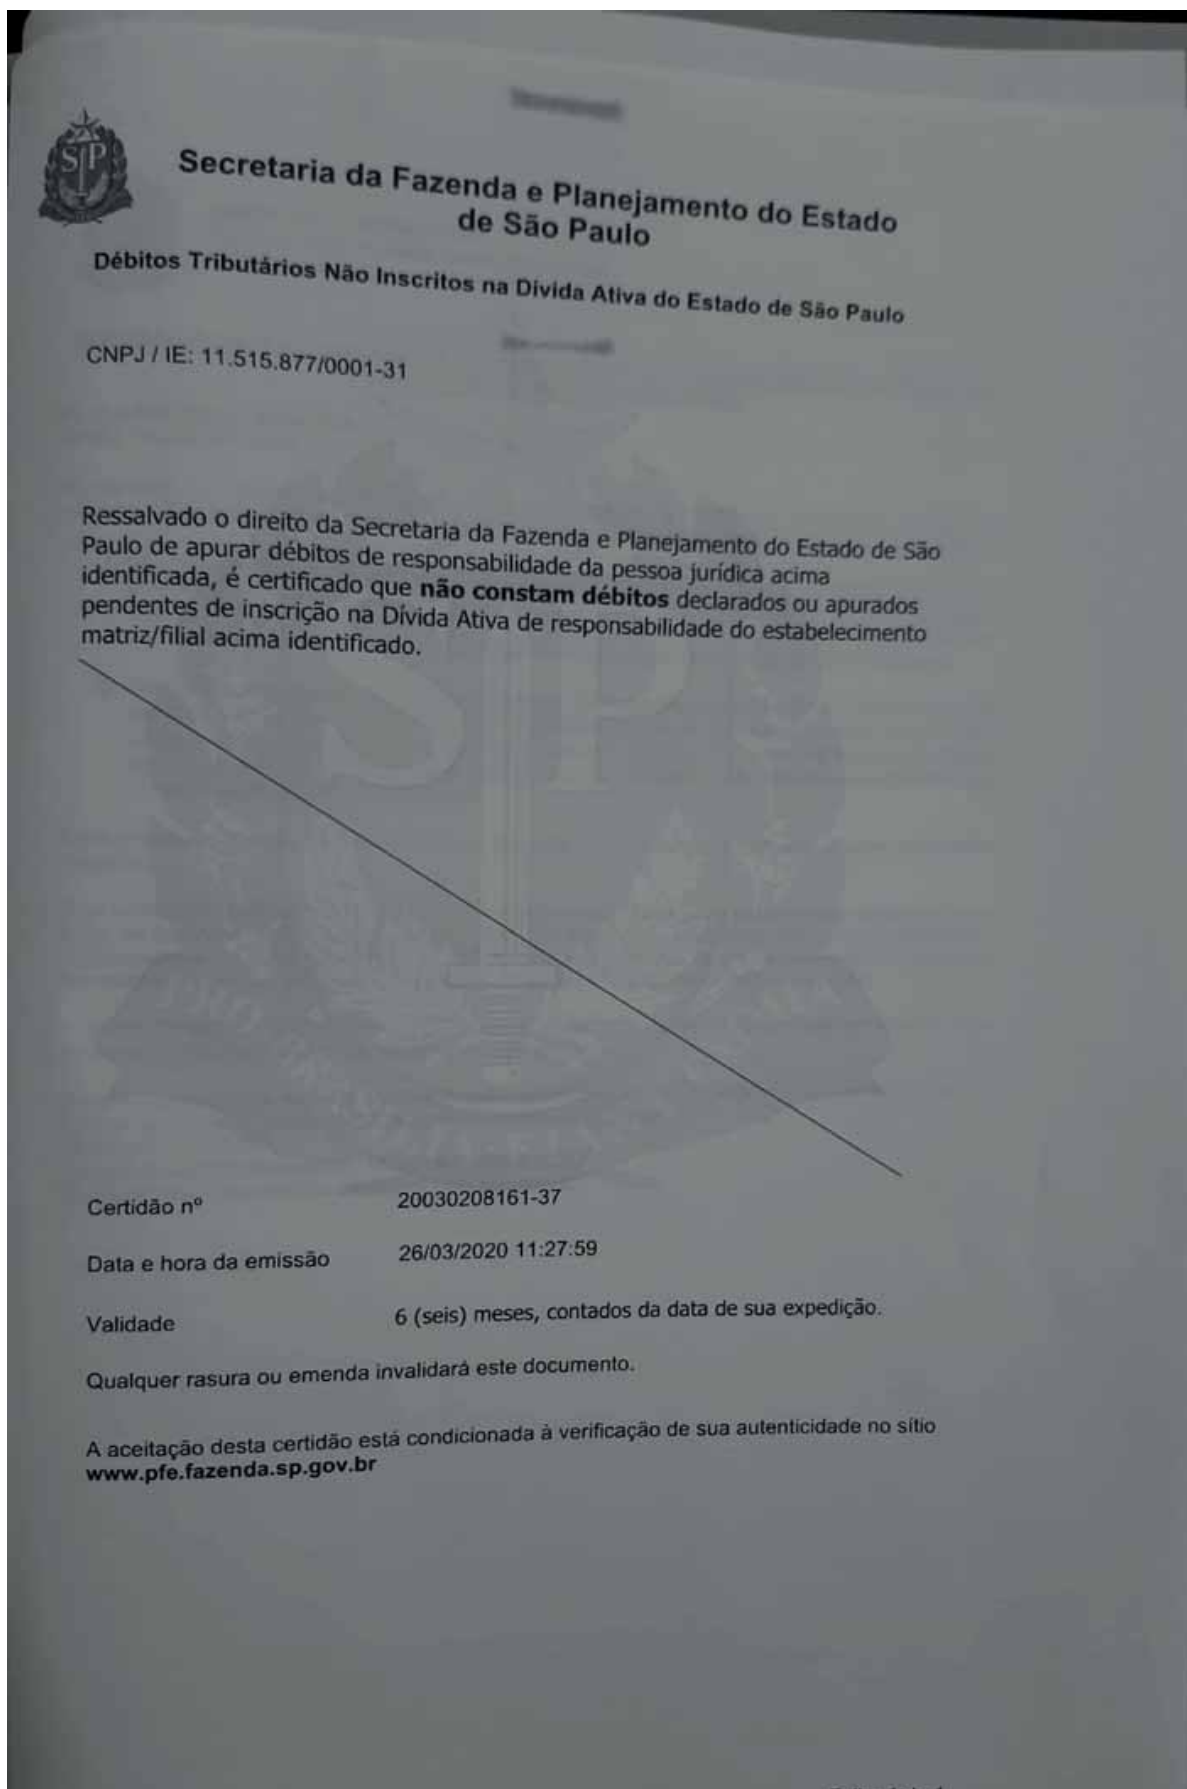 SP
Secretaria da Fazenda e Planejamento do Estado
de São Paulo
Débitos Tributários Não Inscritos na Dívida Ativa do Estado de São Paulo
CNPJ / IE: 11.515.877/0001-31
Ressalvado o direito da Secretaria da Fazenda e Planejamento do Estado de São
Paulo de apurar débitos de responsabilidade da pessoa jurídica acima
identificada, é certificado que não constam débitos declarados ou apurados
pendentes de inscrição na Dívida Ativa de responsabilidade do estabelecimento
matriz/filial acima identificado.
SP
Certidão nº 20030208161-37
Data e hora da emissão 26/03/2020 11:27:59
Validade 6 (seis) meses, contados da data de sua expedição.
Qualquer rasura ou emenda invalidará este documento.
A aceitação desta certidão está condicionada à verificação de sua autenticidade no sítio
www.pfe.fazenda.sp.gov.br